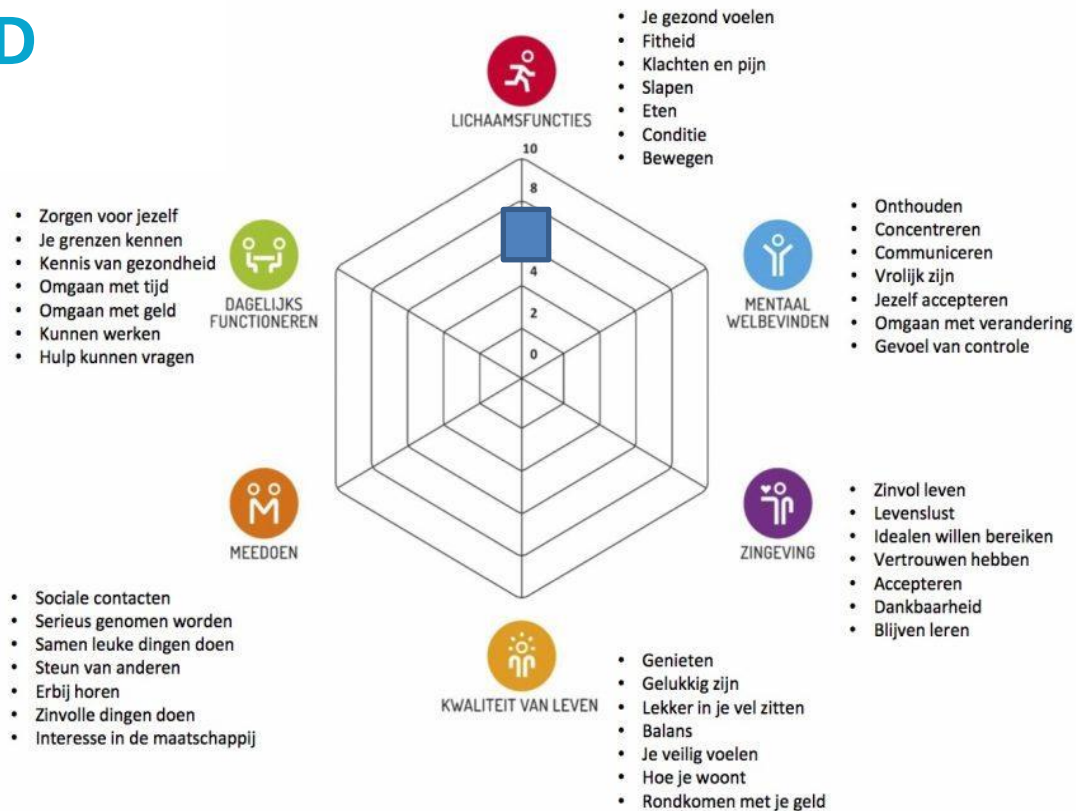 D
• Je gezond voelen
• Fitheid
• Klachten en pijn
• Slapen
• Eten
• Conditie
• Bewegen
LICHAAMSFUNCTIES
10
8
4
2
0
• Zorgen voor jezelf
• Je grenzen kennen
• Kennis van gezondheid
• Omgaan met tijd
• Omgaan met geld
• Kunnen werken
• Hulp kunnen vragen
DAGELIJKS
FUNCTIONEREN
• Onthouden
• Concentreren
• Communiceren
• Vrolijk zijn
• Jezelf accepteren
• Omgaan met verandering
• Gevoel van controle
MENTAAL
WELBEVINDEN
MEEDOEN
• Sociale contacten
• Serieus genomen worden
• Samen leuke dingen doen
• Steun van anderen
• Erbij horen
• Zinvolle dingen doen
• Interesse in de maatschappij
ZINGEVING
• Zinvol leven
• Levenslust
• Idealen willen bereiken
• Vertrouwen hebben
• Accepteren
• Dankbaarheid
• Blijven leren
KWALITEIT VAN LEVEN
• Genieten
• Gelukkig zijn
• Lekker in je vel zitten
• Balans
• Je veilig voelen
• Hoe je woont
• Rondkomen met je geld